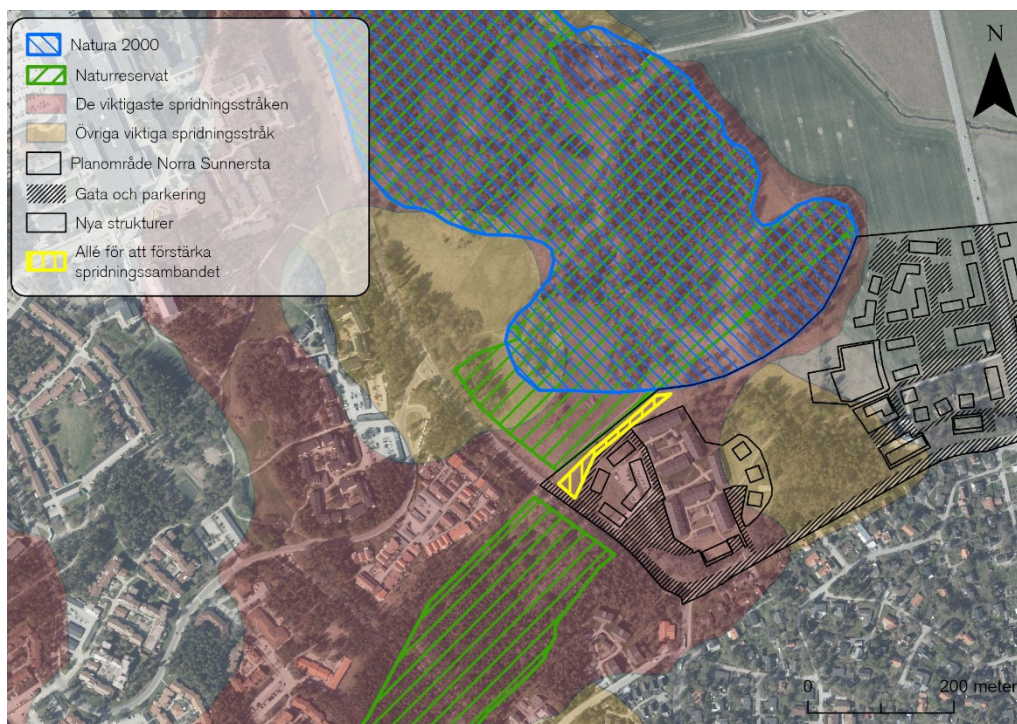 Natura 2000
Naturreservat
De viktigaste spridningsstråken
Övriga viktiga spridningsstråk
Planområde Norra Sunnersta
Gata och parkering
Nya strukturer
Allé för att förstärka
spridningssambandet
N
0 200 meter